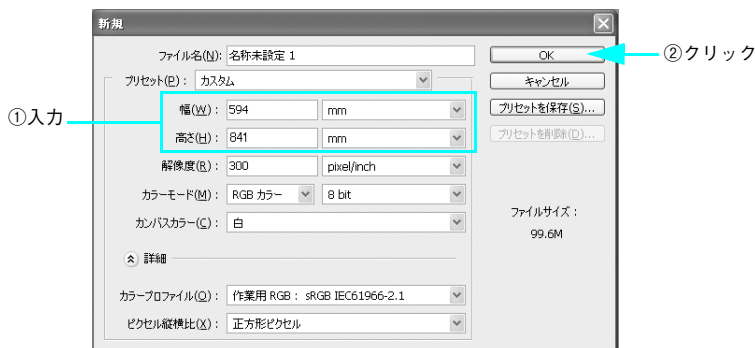 新規
ファイル名(N): 名称未設定 1
OK
②クリック
プリセット(P): カスタム
キャンセル
①入力
幅(W): 594 mm
プリセットを保存(S)...
高さ(H): 841 mm
プリセットを削除(D)...
解像度(R): 300 pixel/inch
カラーモード(M): RGB カラー 8 bit
カンバスカラー(C): 白
ファイルサイズ:
99.6M
詳細
カラープロファイル(O): 作業用 RGB: sRGB IEC61966-2.1
ピクセル縦横比(X): 正方形ピクセル